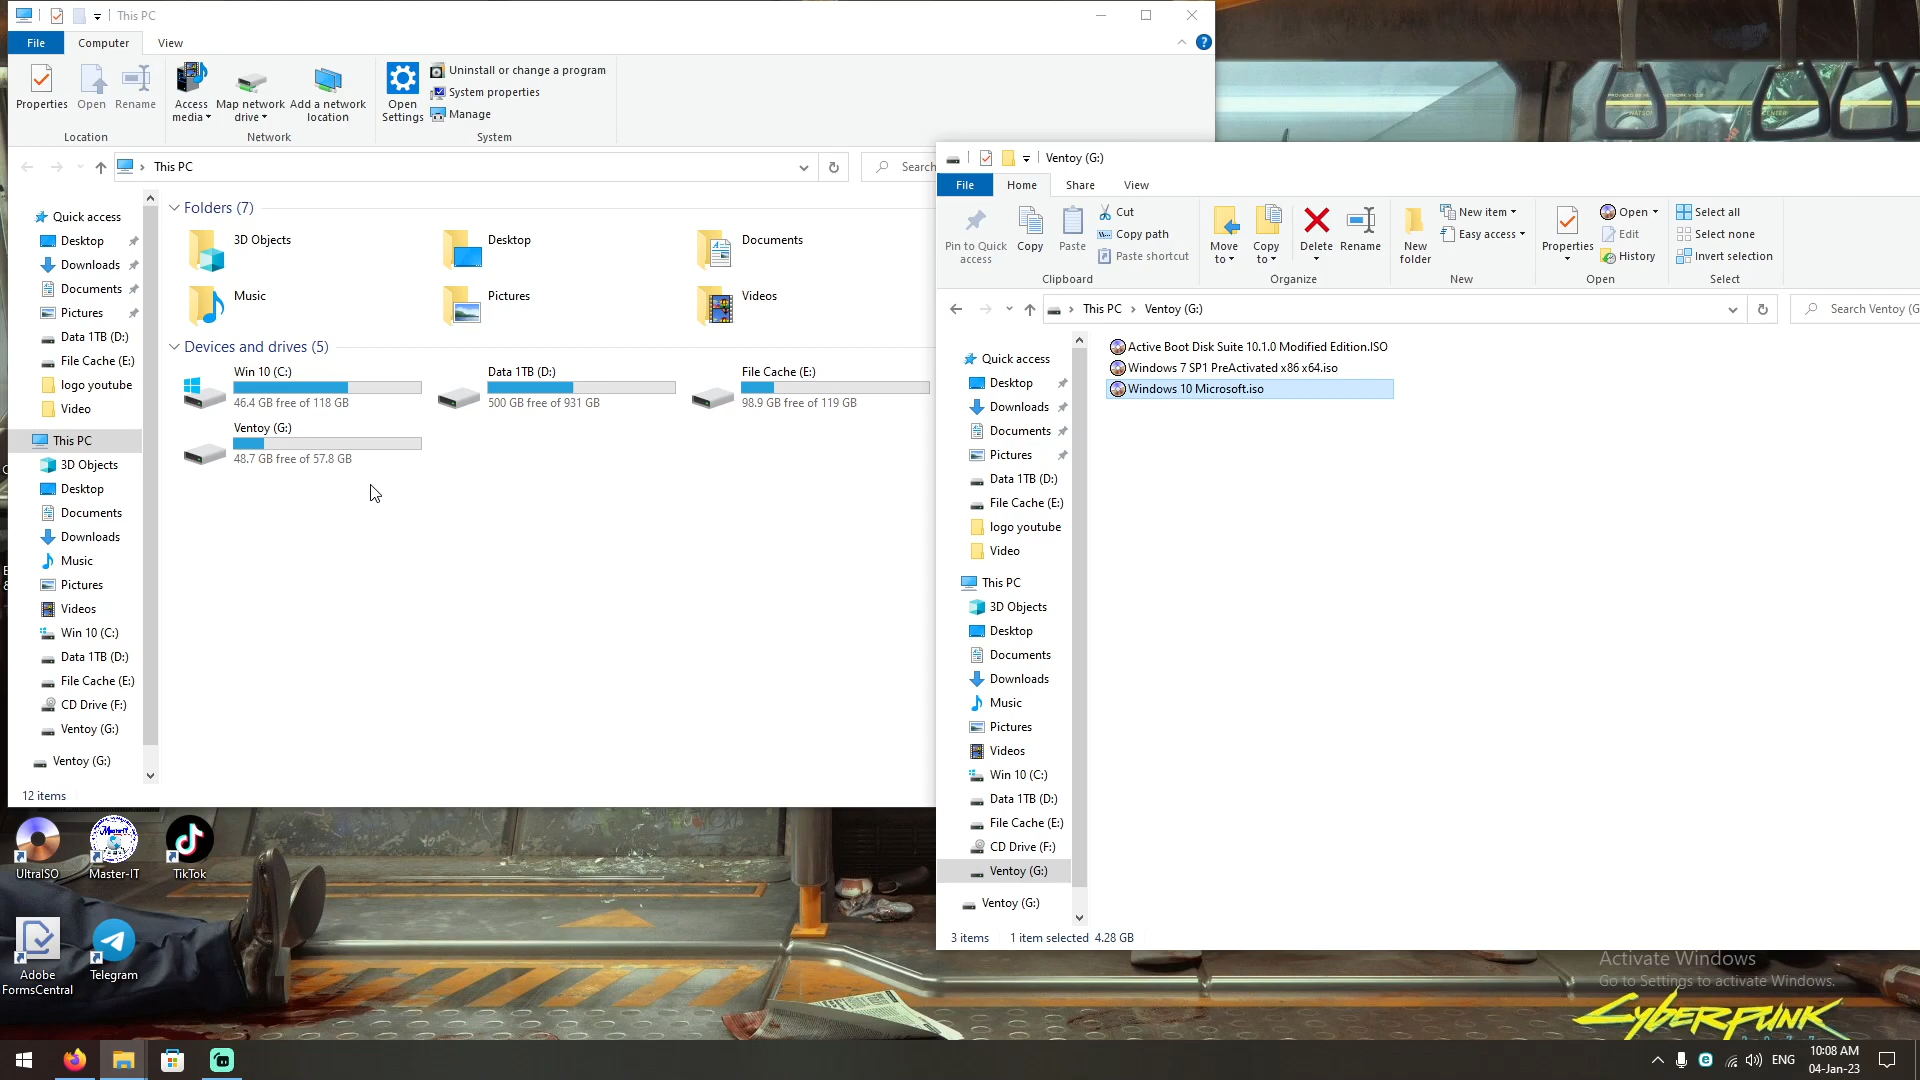 This PC
File
Computer
View
Properties
Open
Rename
Access media
Map network drive
Add a network location
Open Settings
Uninstall or change a program
System properties
Manage
Location
Network
System
This PC
Search
Quick access
Desktop
Downloads
Documents
Pictures
Data 1TB (D:)
File Cache (E:)
logo youtube
Video
This PC
3D Objects
Desktop
Documents
Downloads
Music
Pictures
Videos
Win 10 (C:)
Data 1TB (D:)
File Cache (E:)
CD Drive (F:)
Ventoy (G:)
Ventoy (G:)
12 items
Folders (7)
3D Objects
Desktop
Documents
Music
Pictures
Videos
Devices and drives (5)
Win 10 (C:)
46.4 GB free of 118 GB
Data 1TB (D:)
500 GB free of 931 GB
File Cache (E:)
98.9 GB free of 119 GB
Ventoy (G:)
48.7 GB free of 57.8 GB
Ventoy (G:)
File
Home
Share
View
Pin to Quick access
Copy
Paste
Cut
Copy path
Paste shortcut
Move to
Copy to
Delete
Rename
New folder
New item
Easy access
Properties
Open
Edit
History
Select all
Select none
Invert selection
Clipboard
Organize
New
Open
Select
This PC
Ventoy (G:)
Search Ventoy (G
Quick access
Desktop
Downloads
Documents
Pictures
Data 1TB (D:)
File Cache (E:)
logo youtube
Video
This PC
3D Objects
Desktop
Documents
Downloads
Music
Pictures
Videos
Win 10 (C:)
Data 1TB (D:)
File Cache (E:)
CD Drive (F:)
Ventoy (G:)
Ventoy (G:)
Active Boot Disk Suite 10.1.0 Modified Edition.ISO
Windows 7 SP1 PreActivated x86 x64.iso
Windows 10 Microsoft.iso
3 items
1 item selected 4.28 GB
UltraISO
Master-IT
TikTok
Adobe FormsCentral
Telegram
Activate Windows
Go to Settings to activate Windows.
Cyberpunk
ENG
10:08 AM
04-Jan-23